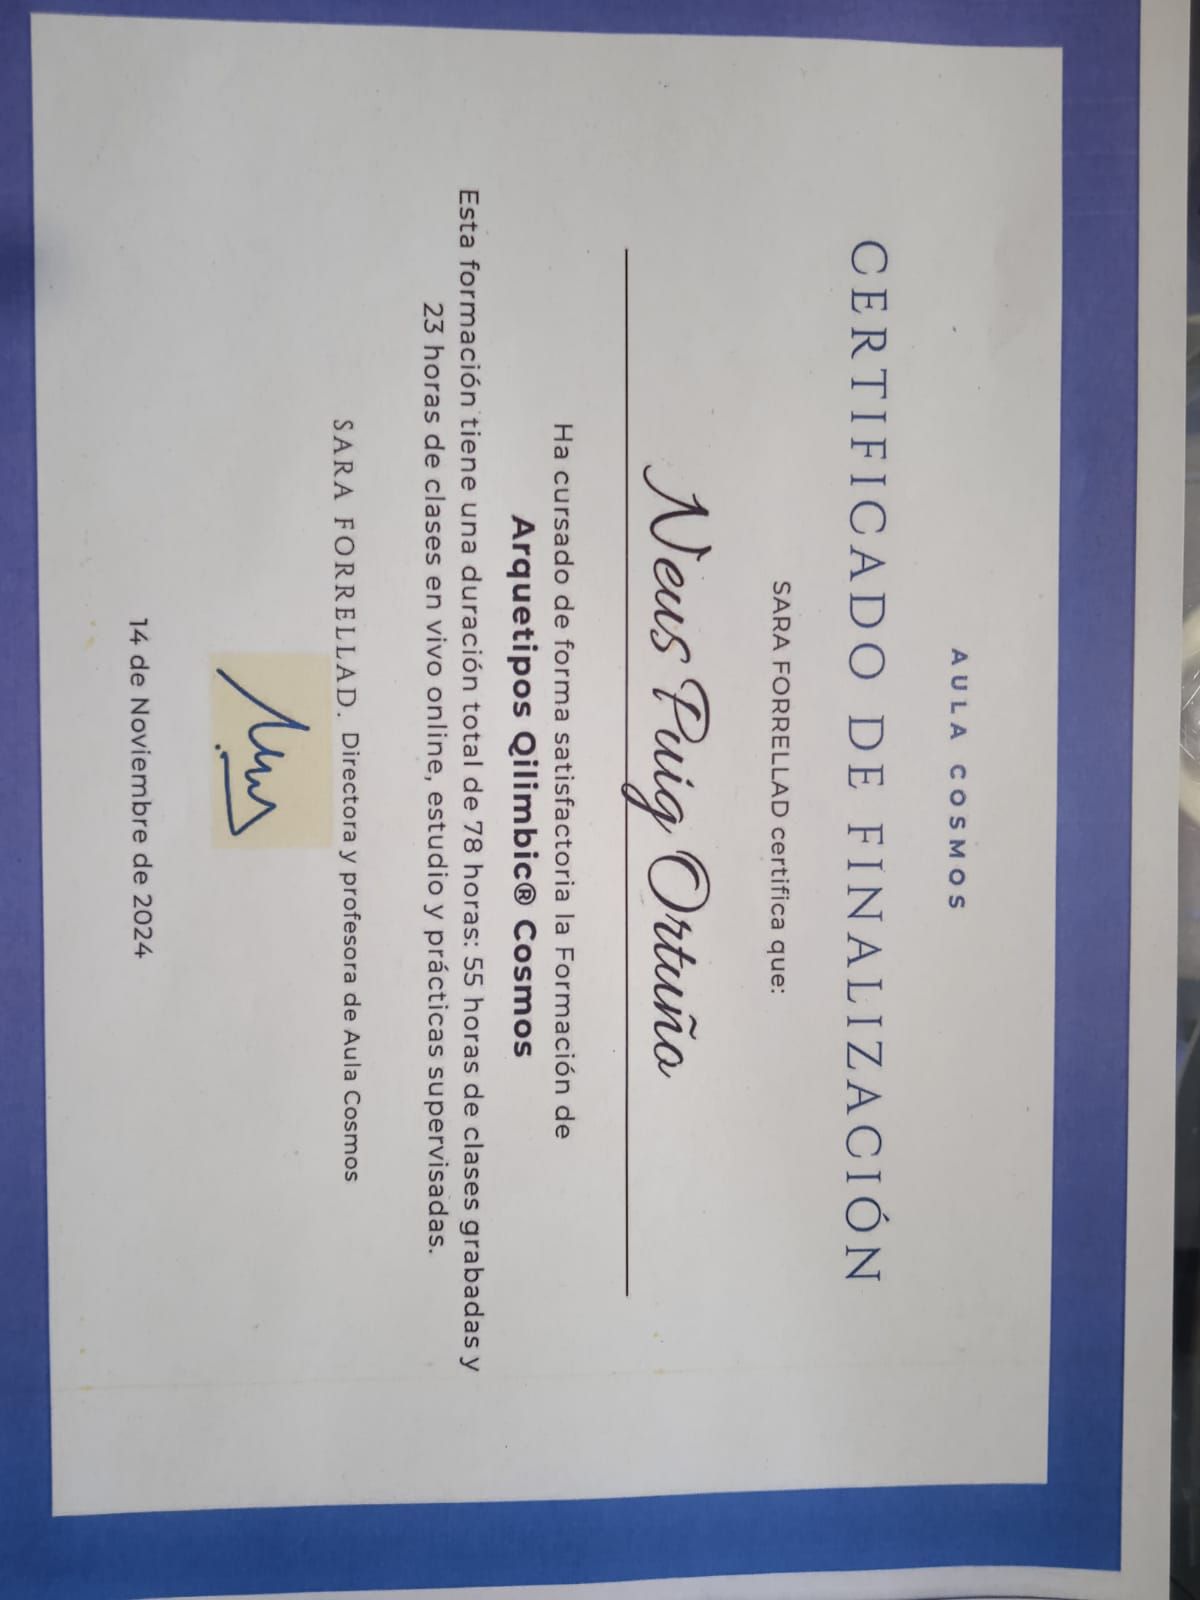 AULA COSMOS
CERTIFICADO DE FINALIZACIÓN
SARA FORRELLAD certifica que:
Neus Puig Ortuño
Ha cursado de forma satisfactoria la Formación de
Arquetipos Qilimbic® Cosmos
Esta formación tiene una duración total de 78 horas: 55 horas de clases grabadas y
23 horas de clases en vivo online, estudio y prácticas supervisadas.
SARA FORRELLAD. Directora y profesora de Aula Cosmos
14 de Noviembre de 2024